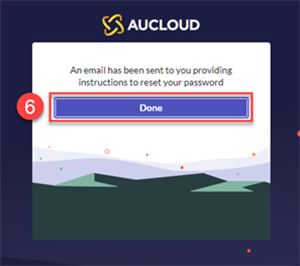 AUCLOUD
An email has been sent to you providing
instructions to reset your password
6
Done